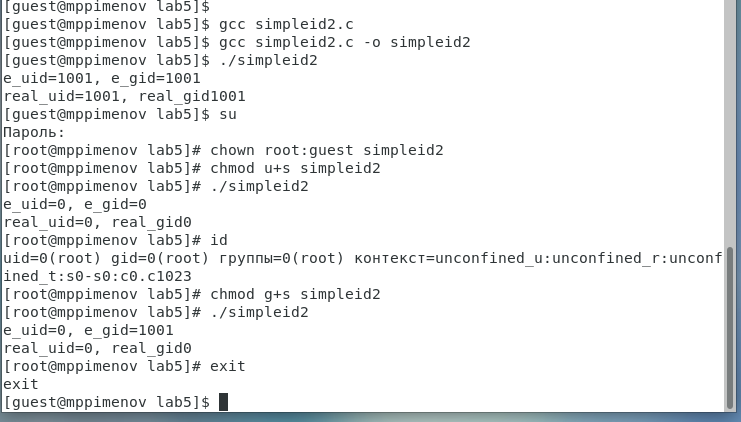 [guest@mppimenov lab5]$
[guest@mppimenov lab5]$ gcc simpleid2.c
[guest@mppimenov lab5]$ gcc simpleid2.c -o simpleid2
[guest@mppimenov lab5]$ ./simpleid2
e_uid=1001, e_gid=1001
real_uid=1001, real_gid1001
[guest@mppimenov lab5]$ su
Пароль:
[root@mppimenov lab5]# chown root:guest simpleid2
[root@mppimenov lab5]# chmod u+s simpleid2
[root@mppimenov lab5]# ./simpleid2
e_uid=0, e_gid=0
real_uid=0, real_gid0
[root@mppimenov lab5]# id
uid=0(root) gid=0(root) группы=0(root) контекст=unconfined_u:unconfined_r:unconf
ined_t:s0-s0:c0.c1023
[root@mppimenov lab5]# chmod g+s simpleid2
[root@mppimenov lab5]# ./simpleid2
e_uid=0, e_gid=1001
real_uid=0, real_gid0
[root@mppimenov lab5]# exit
exit
[guest@mppimenov lab5]$